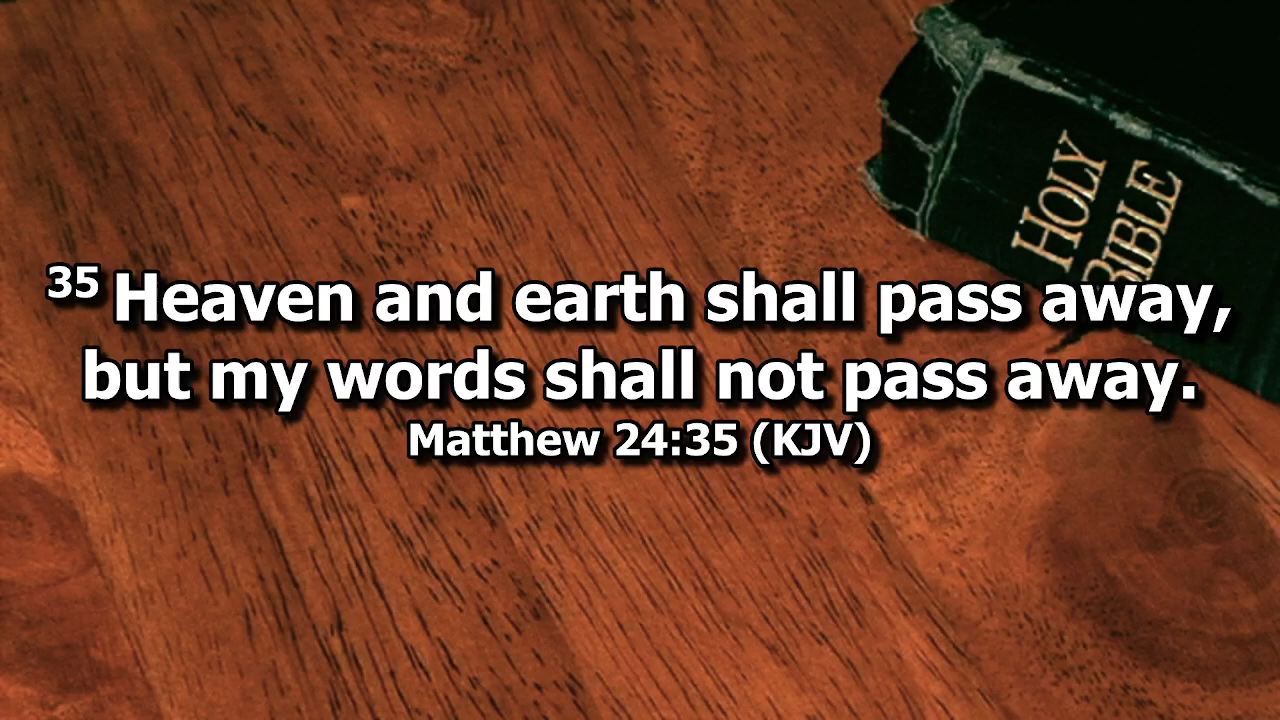 HOLY
BIBLE
35 Heaven and earth shall pass away,
but my words shall not pass away.
Matthew 24:35 (KJV)